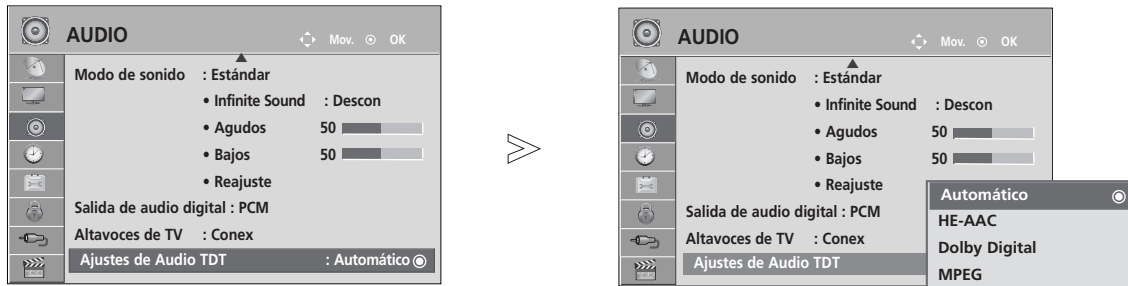 AUDIO Mov. OK
Modo de sonido : Estándar
• Infinite Sound : Descon
• Agudos 50
• Bajos 50
• Reajuste
Salida de audio digital : PCM
Altavoces de TV : Conex
Ajustes de Audio TDT : Automático
AUDIO Mov. OK
Modo de sonido : Estándar
• Infinite Sound : Descon
• Agudos 50
• Bajos 50
• Reajuste
Salida de audio digital : PCM
Altavoces de TV : Conex
Ajustes de Audio TDT
Automático
HE-AAC
Dolby Digital
MPEG